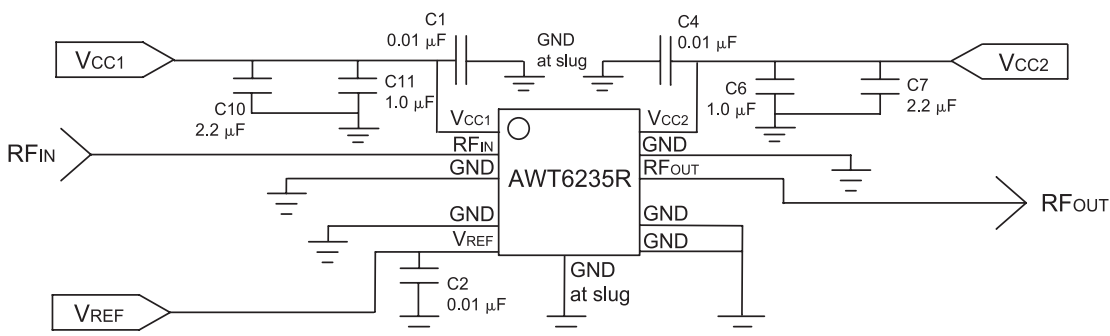 C1
0.01 μF
GND
at slug
C4
0.01 μF
VCC1
VCC2
C10
2.2 μF
C11
1.0 μF
C6
1.0 μF
C7
2.2 μF
VCC1
VCC2
RFIN
RFIN
GND
GND
AWT6235R
RFOUT
RFOUT
GND
GND
VREF
GND
C2
0.01 μF
GND
at slug
VREF